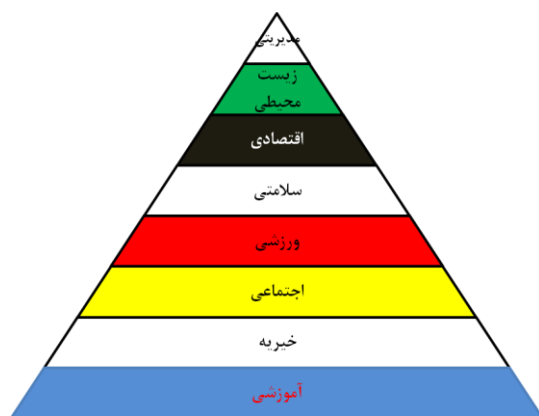 مدیریتی
زیست
محیطی
اقتصادی
سلامتی
ورزشی
اجتماعی
خیریه
آموزشی